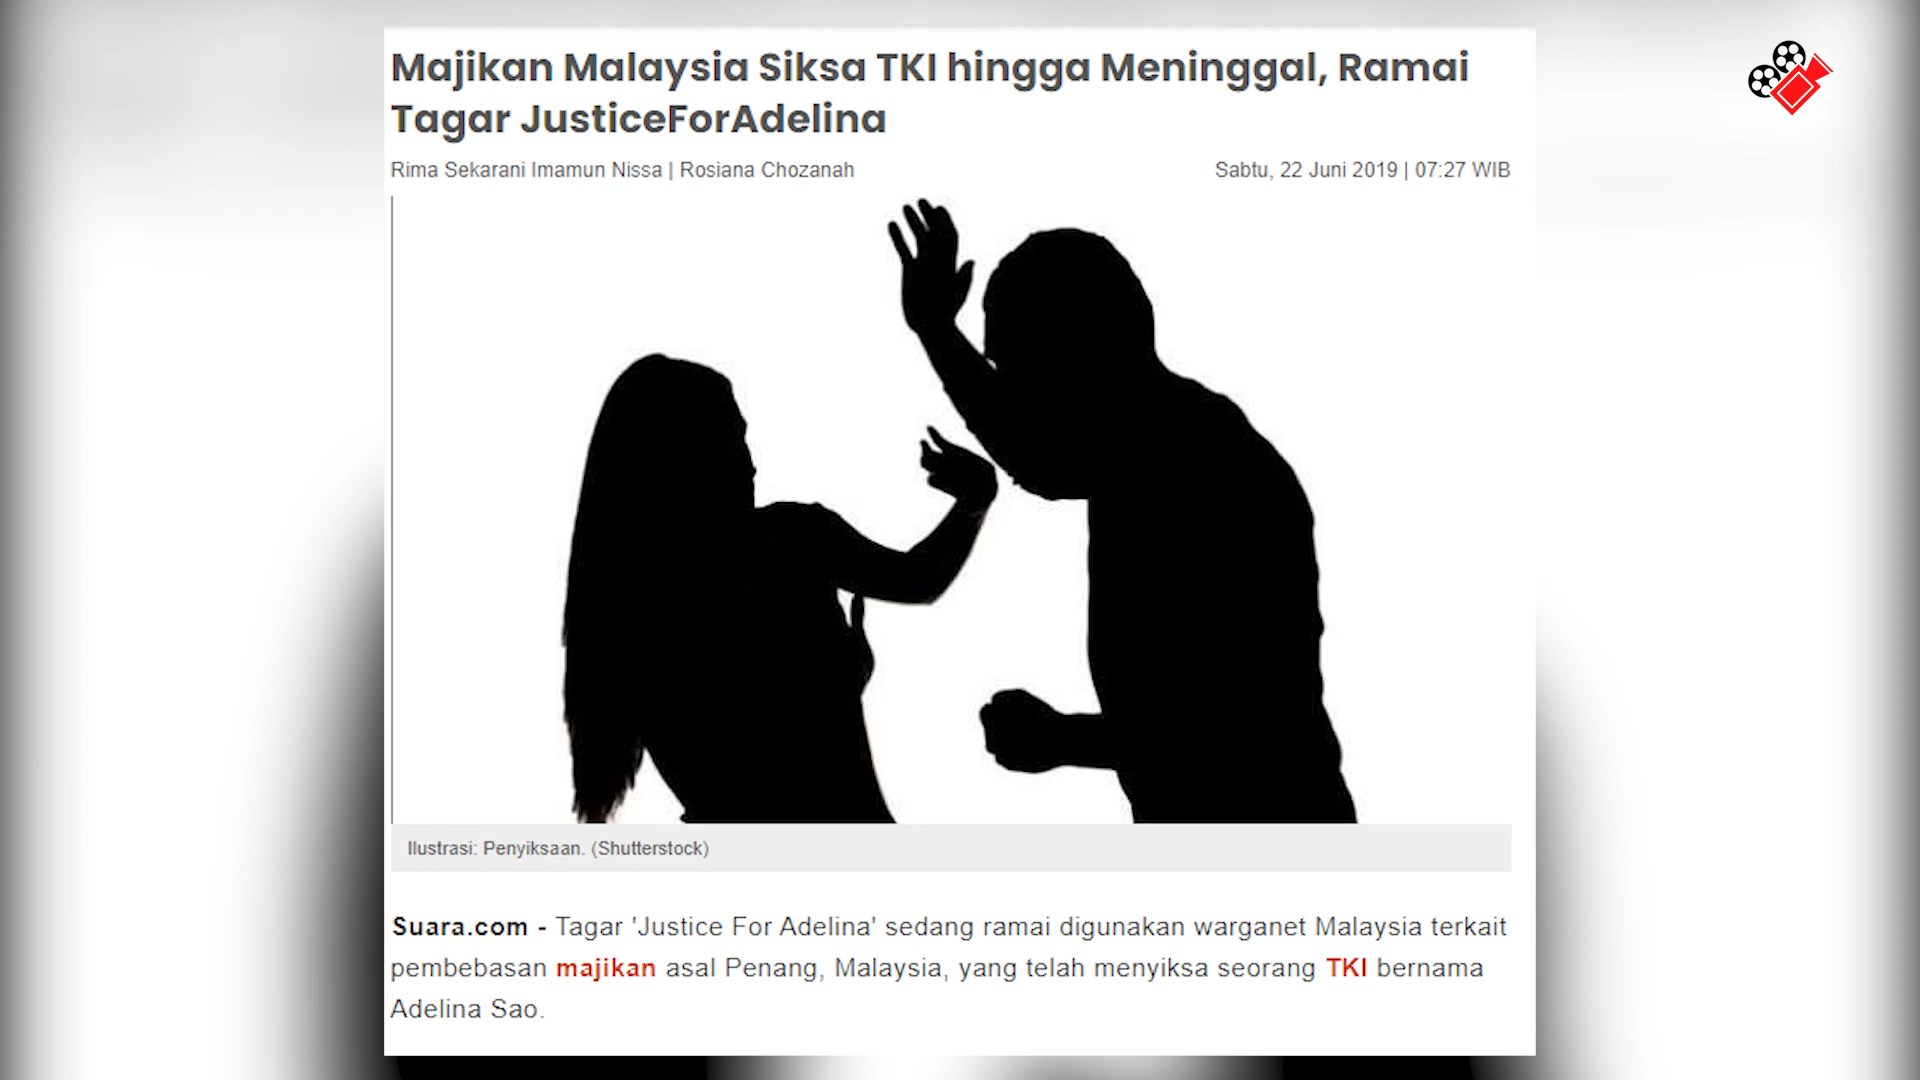 Majikan Malaysia Siksa TKI hingga Meninggal, Ramai
Tagar JusticeForAdelina
Rima Sekarani Imamun Nissa | Rosiana Chozanah
Sabtu, 22 Juni 2019 | 07:27 WIB
Ilustrasi: Penyiksaan. (Shutterstock)
Suara.com - Tagar 'Justice For Adelina' sedang ramai digunakan warganet Malaysia terkait
pembebasan majikan asal Penang, Malaysia, yang telah menyiksa seorang TKI bernama
Adelina Sao.